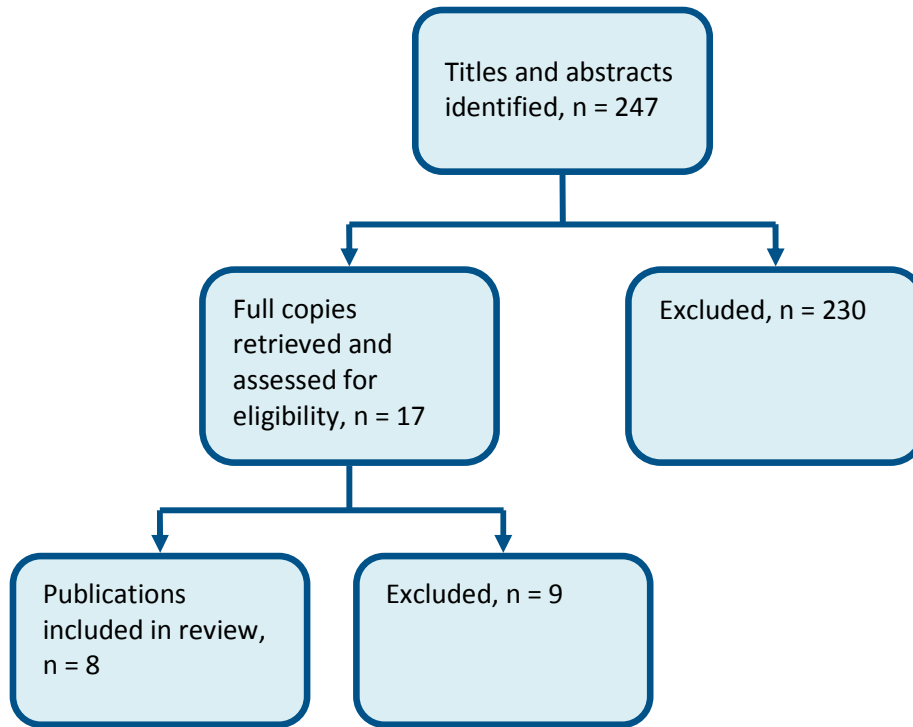 Titles and abstracts
identified, n = 247
Full copies
retrieved and
assessed for
eligibility, n = 17
Excluded, n = 230
Publications
included in review,
n = 8
Excluded, n = 9